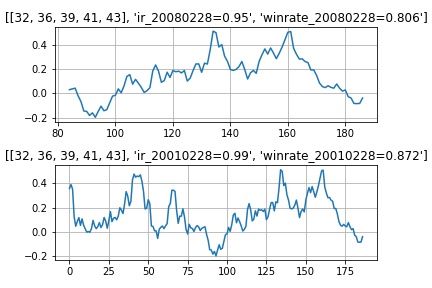 [[32, 36, 39, 41, 43], 'ir_20080228=0.95', 'winrate_20080228=0.806']
0.4
0.2
0.0
−0.2
80 100 120 140 160 180
[[32, 36, 39, 41, 43], 'ir_20010228=0.99', 'winrate_20010228=0.872']
0.4
0.2
0.0
−0.2
0 25 50 75 100 125 150 175